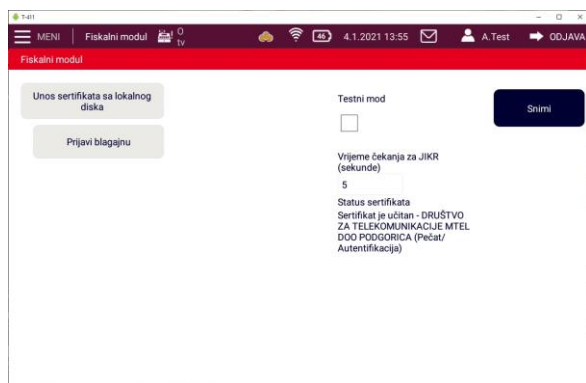 T-411
MENI
Fiskalni modul
0
tv
46
4.1.2021 13:55
A.Test
ODJAVA
Fiskalni modul
Unos sertifikata sa lokalnog
diska
Prijavi blagajnu
Testni mod
Snimi
Vrijeme čekanja za JIKR
(sekunde)
5
Status sertifikata
Sertifikat je učitan - DRUŠTVO
ZA TELEKOMUNIKACIJE MTEL
DOO PODGORICA (Pečat/
Autentifikacija)